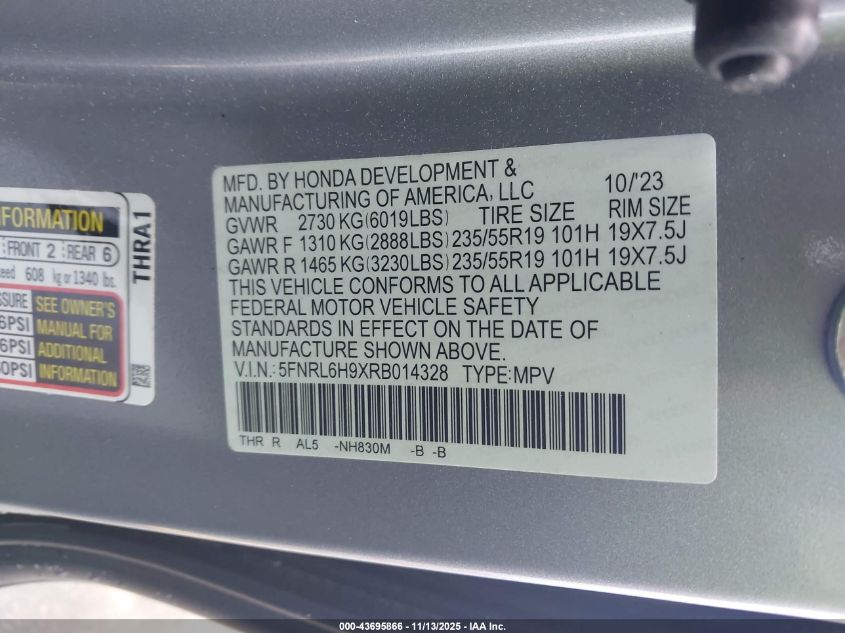 MFD. BY HONDA DEVELOPMENT & 10/'23
MANUFACTURING OF AMERICA, LLC
GVWR 2730 KG(6019LBS) TIRE SIZE RIM SIZE
GAWR F 1310 KG(2888LBS) 235/55R19 101H 19X7.5J
GAWR R 1465 KG(3230LBS) 235/55R19 101H 19X7.5J
THIS VEHICLE CONFORMS TO ALL APPLICABLE
FEDERAL MOTOR VEHICLE SAFETY
STANDARDS IN EFFECT ON THE DATE OF
MANUFACTURE SHOWN ABOVE.
V.I.N.: 5FNRL6H9XRB014328 TYPE:MPV
THR R AL5 -NH830M -B -B
FORMATION
FRONT 2 REAR 6
608 kg or 1340 lbs.
SEE OWNER'S
6PSI MANUAL FOR
6PSI ADDITIONAL
0PSI INFORMATION
THRA1
000-43695866 - 11/13/2025 - IAA Inc.